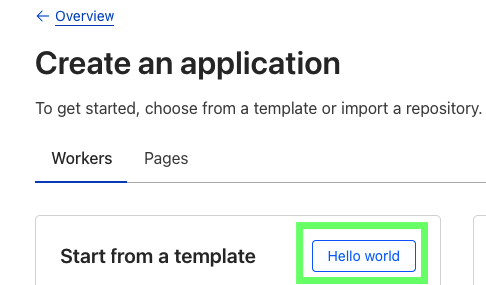 ← Overview
Create an application
To get started, choose from a template or import a repository.
Workers Pages
Start from a template Hello world